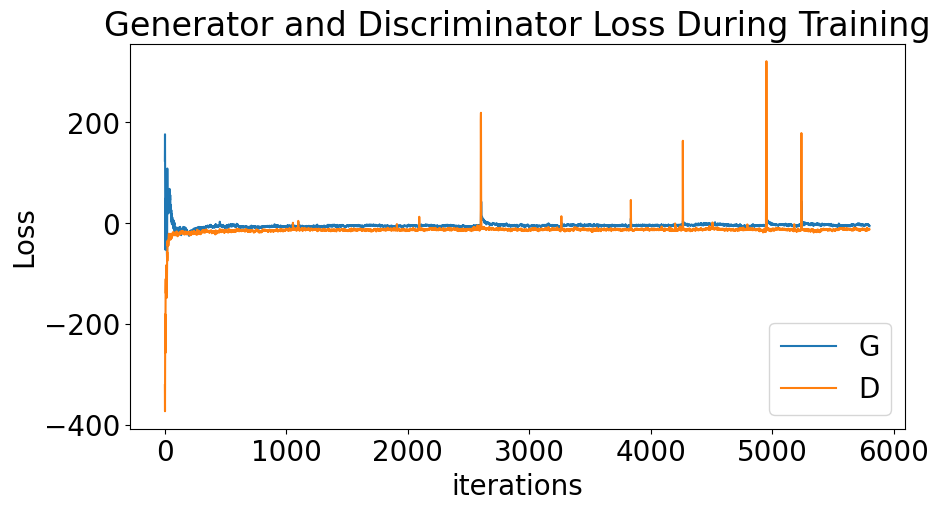 Generator and Discriminator Loss During Training
200
0
−200
−400
Loss
0 1000 2000 3000 4000 5000 6000
iterations
G
D